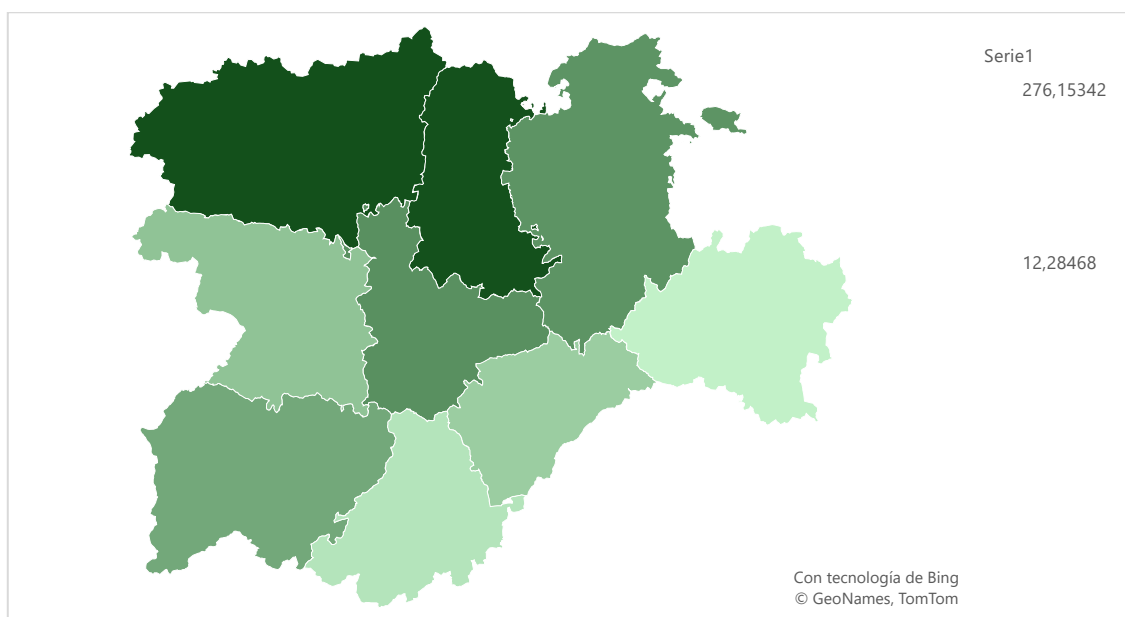 Serie1
276,15342
12,28468
Con tecnología de Bing
© GeoNames, TomTom